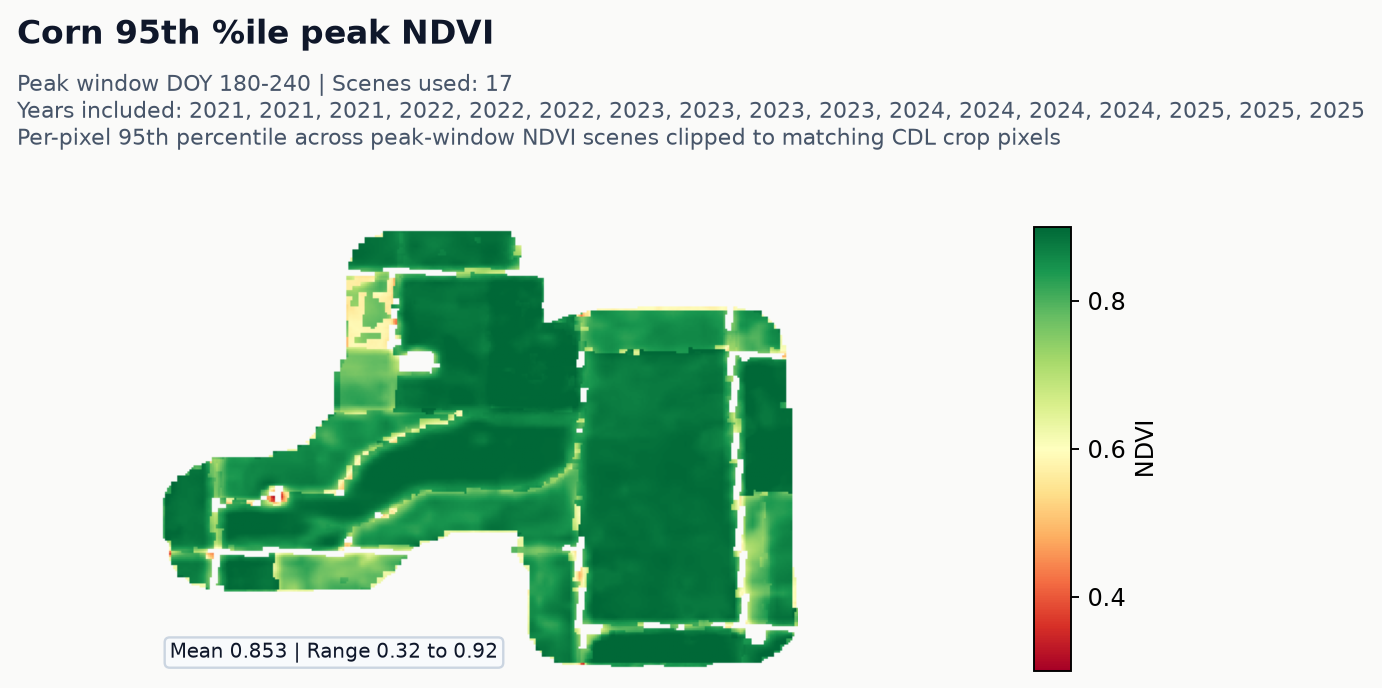 Corn 95th %ile peak NDVI
Peak window DOY 180-240 | Scenes used: 17
Years included: 2021, 2021, 2021, 2022, 2022, 2022, 2023, 2023, 2023, 2023, 2024, 2024, 2024, 2024, 2025, 2025, 2025
Per-pixel 95th percentile across peak-window NDVI scenes clipped to matching CDL crop pixels
0.8
0.6
NDVI
0.4
Mean 0.853 | Range 0.32 to 0.92